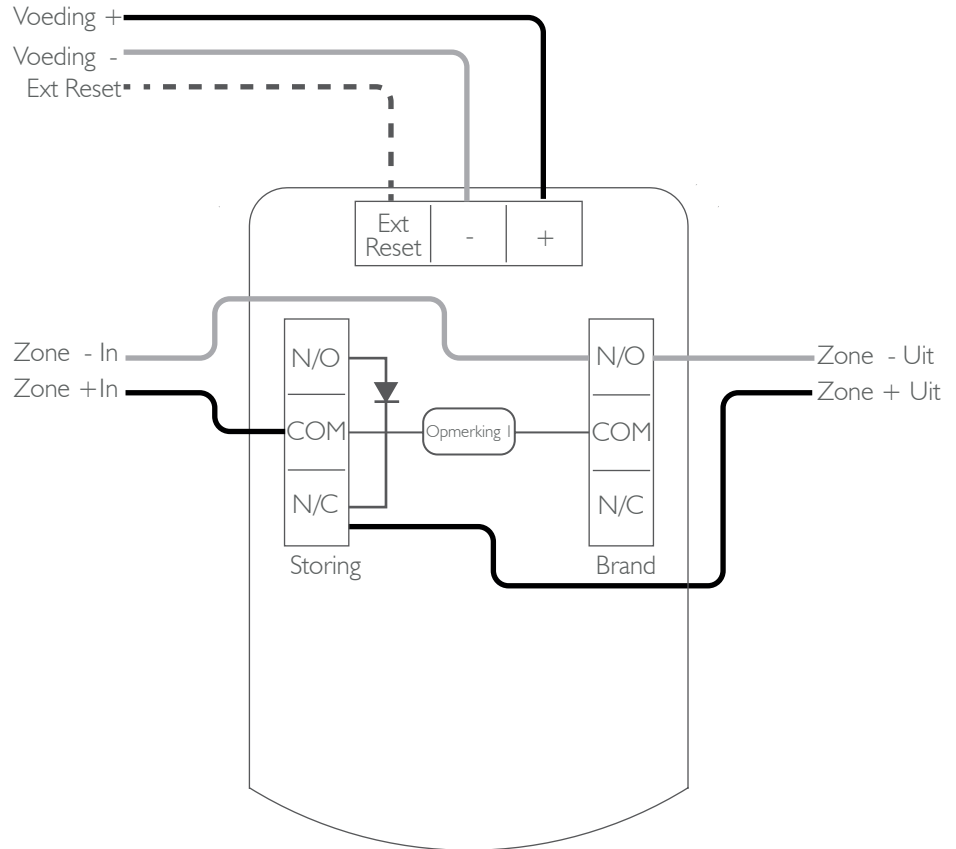 Voeding +
Voeding -
Ext Reset
Ext
Reset
-
+
Zone - In
Zone +In
N/O
COM
N/C
Storing
Opmerking 1
N/O
COM
N/C
Brand
Zone - Uit
Zone + Uit